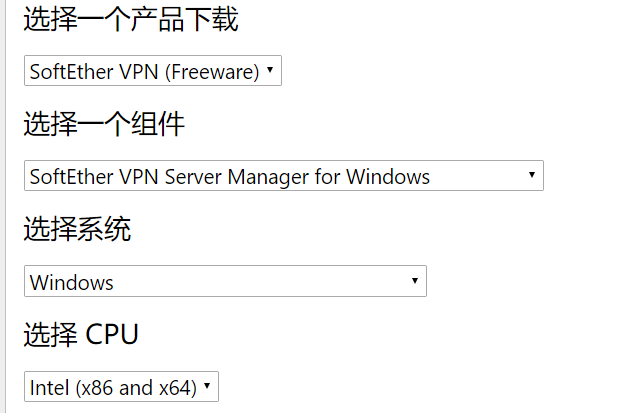 选择一个产品下载
SoftEther VPN (Freeware)
选择一个组件
SoftEther VPN Server Manager for Windows
选择系统
Windows
选择 CPU
Intel (x86 and x64)